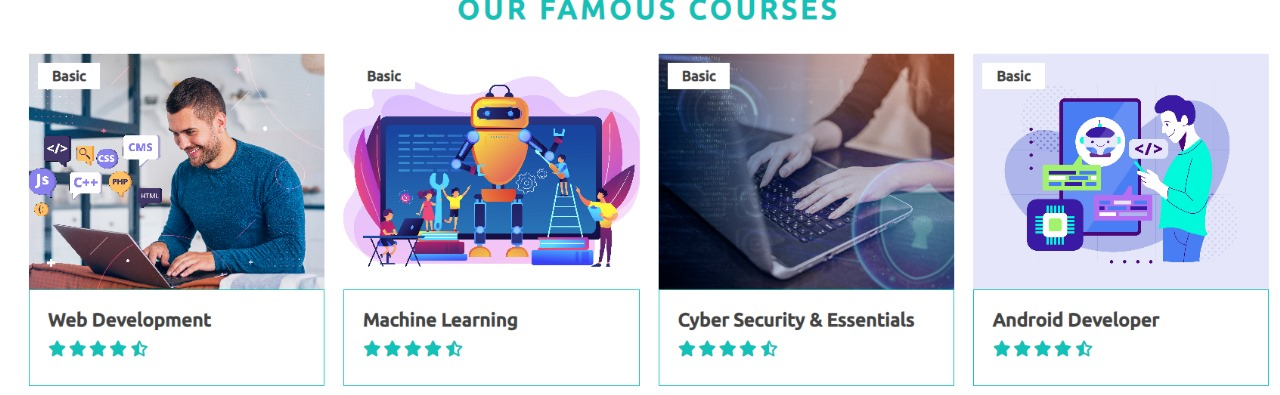 OUR FAMOUS COURSES
Basic
Basic
Basic
Basic
</>
CSS
CMS
JS
C++
PHP
HTML
</>
Web Development
Machine Learning
Cyber Security & Essentials
Android Developer